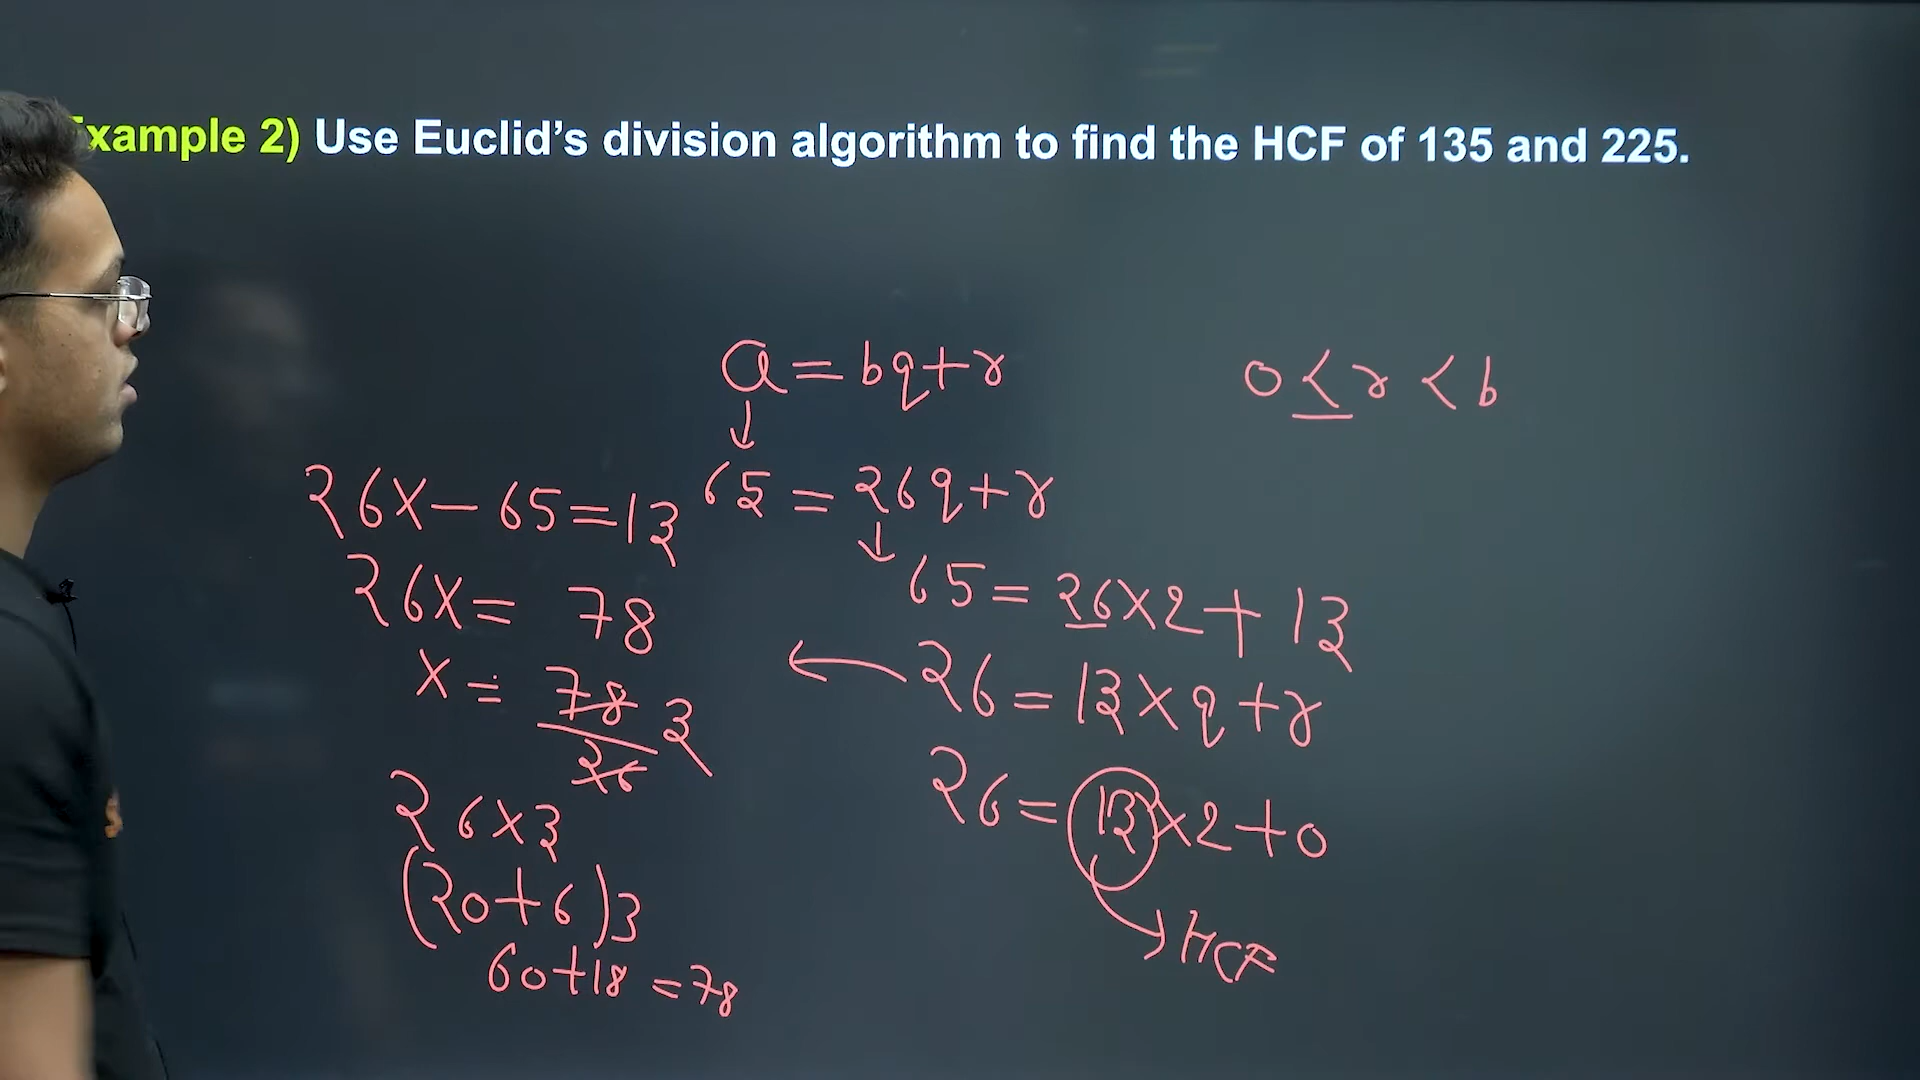 Example 2) Use Euclid's division algorithm to find the HCF of 135 and 225.
a = bq + r
0 ≤ r < b
↓
26x - 65 = 13
65 = 26q + r
↓
26x = 78
65 = 26 × 2 + 13
x = 78/26 3
← 26 = 13 × q + r
26 × 3
26 = 13 × 2 + 0
(20 + 6) 3
→ HCF
60 + 18 = 78